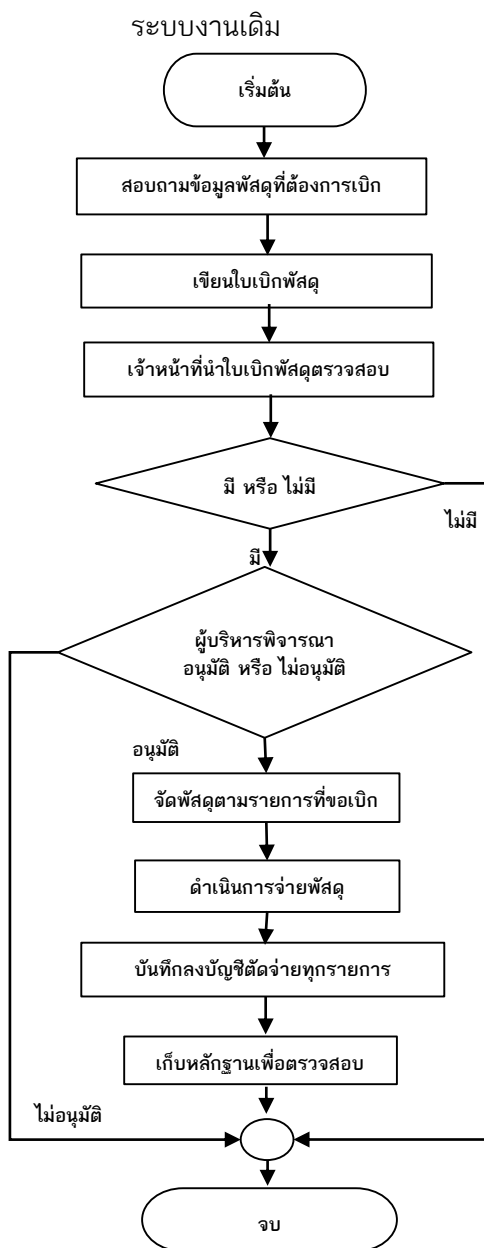 ระบบงานเดิม
เริ่มต้น
สอบถามข้อมูลพัสดุที่ต้องการเบิก
เขียนใบเบิกพัสดุ
เจ้าหน้าที่นำใบเบิกพัสดุตรวจสอบ
มี หรือ ไม่มี
ไม่มี
มี
ผู้บริหารพิจารณา
อนุมัติ หรือ ไม่อนุมัติ
อนุมัติ
จัดพัสดุตามรายการที่ขอเบิก
ดำเนินการจ่ายพัสดุ
บันทึกลงบัญชีตัดจ่ายทุกรายการ
เก็บหลักฐานเพื่อตรวจสอบ
ไม่อนุมัติ
จบ